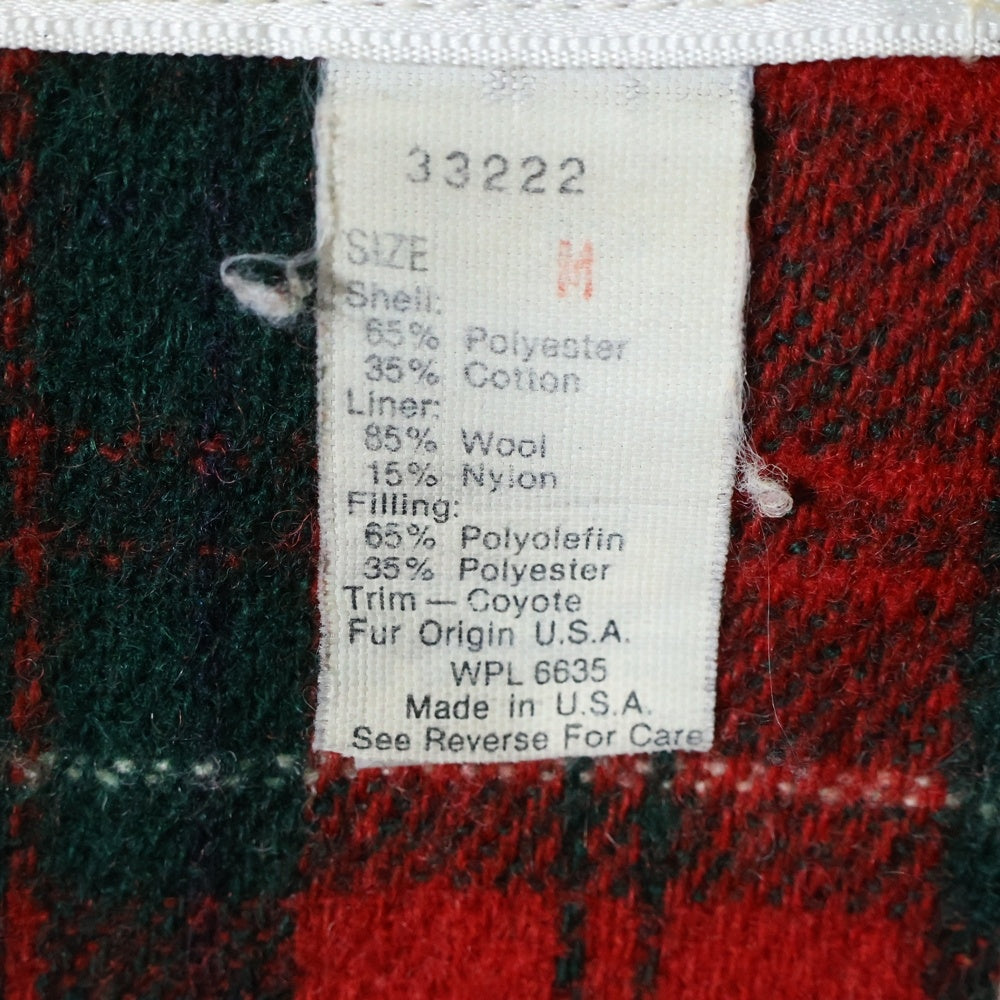 33222
SIZE M
Shell:
65% Polyester
35% Cotton
Liner:
85% Wool
15% Nylon
Filling:
65% Polyolefin
35% Polyester
Trim — Coyote
Fur Origin U.S.A.
WPL 6635
Made in U.S.A.
See Reverse For Care